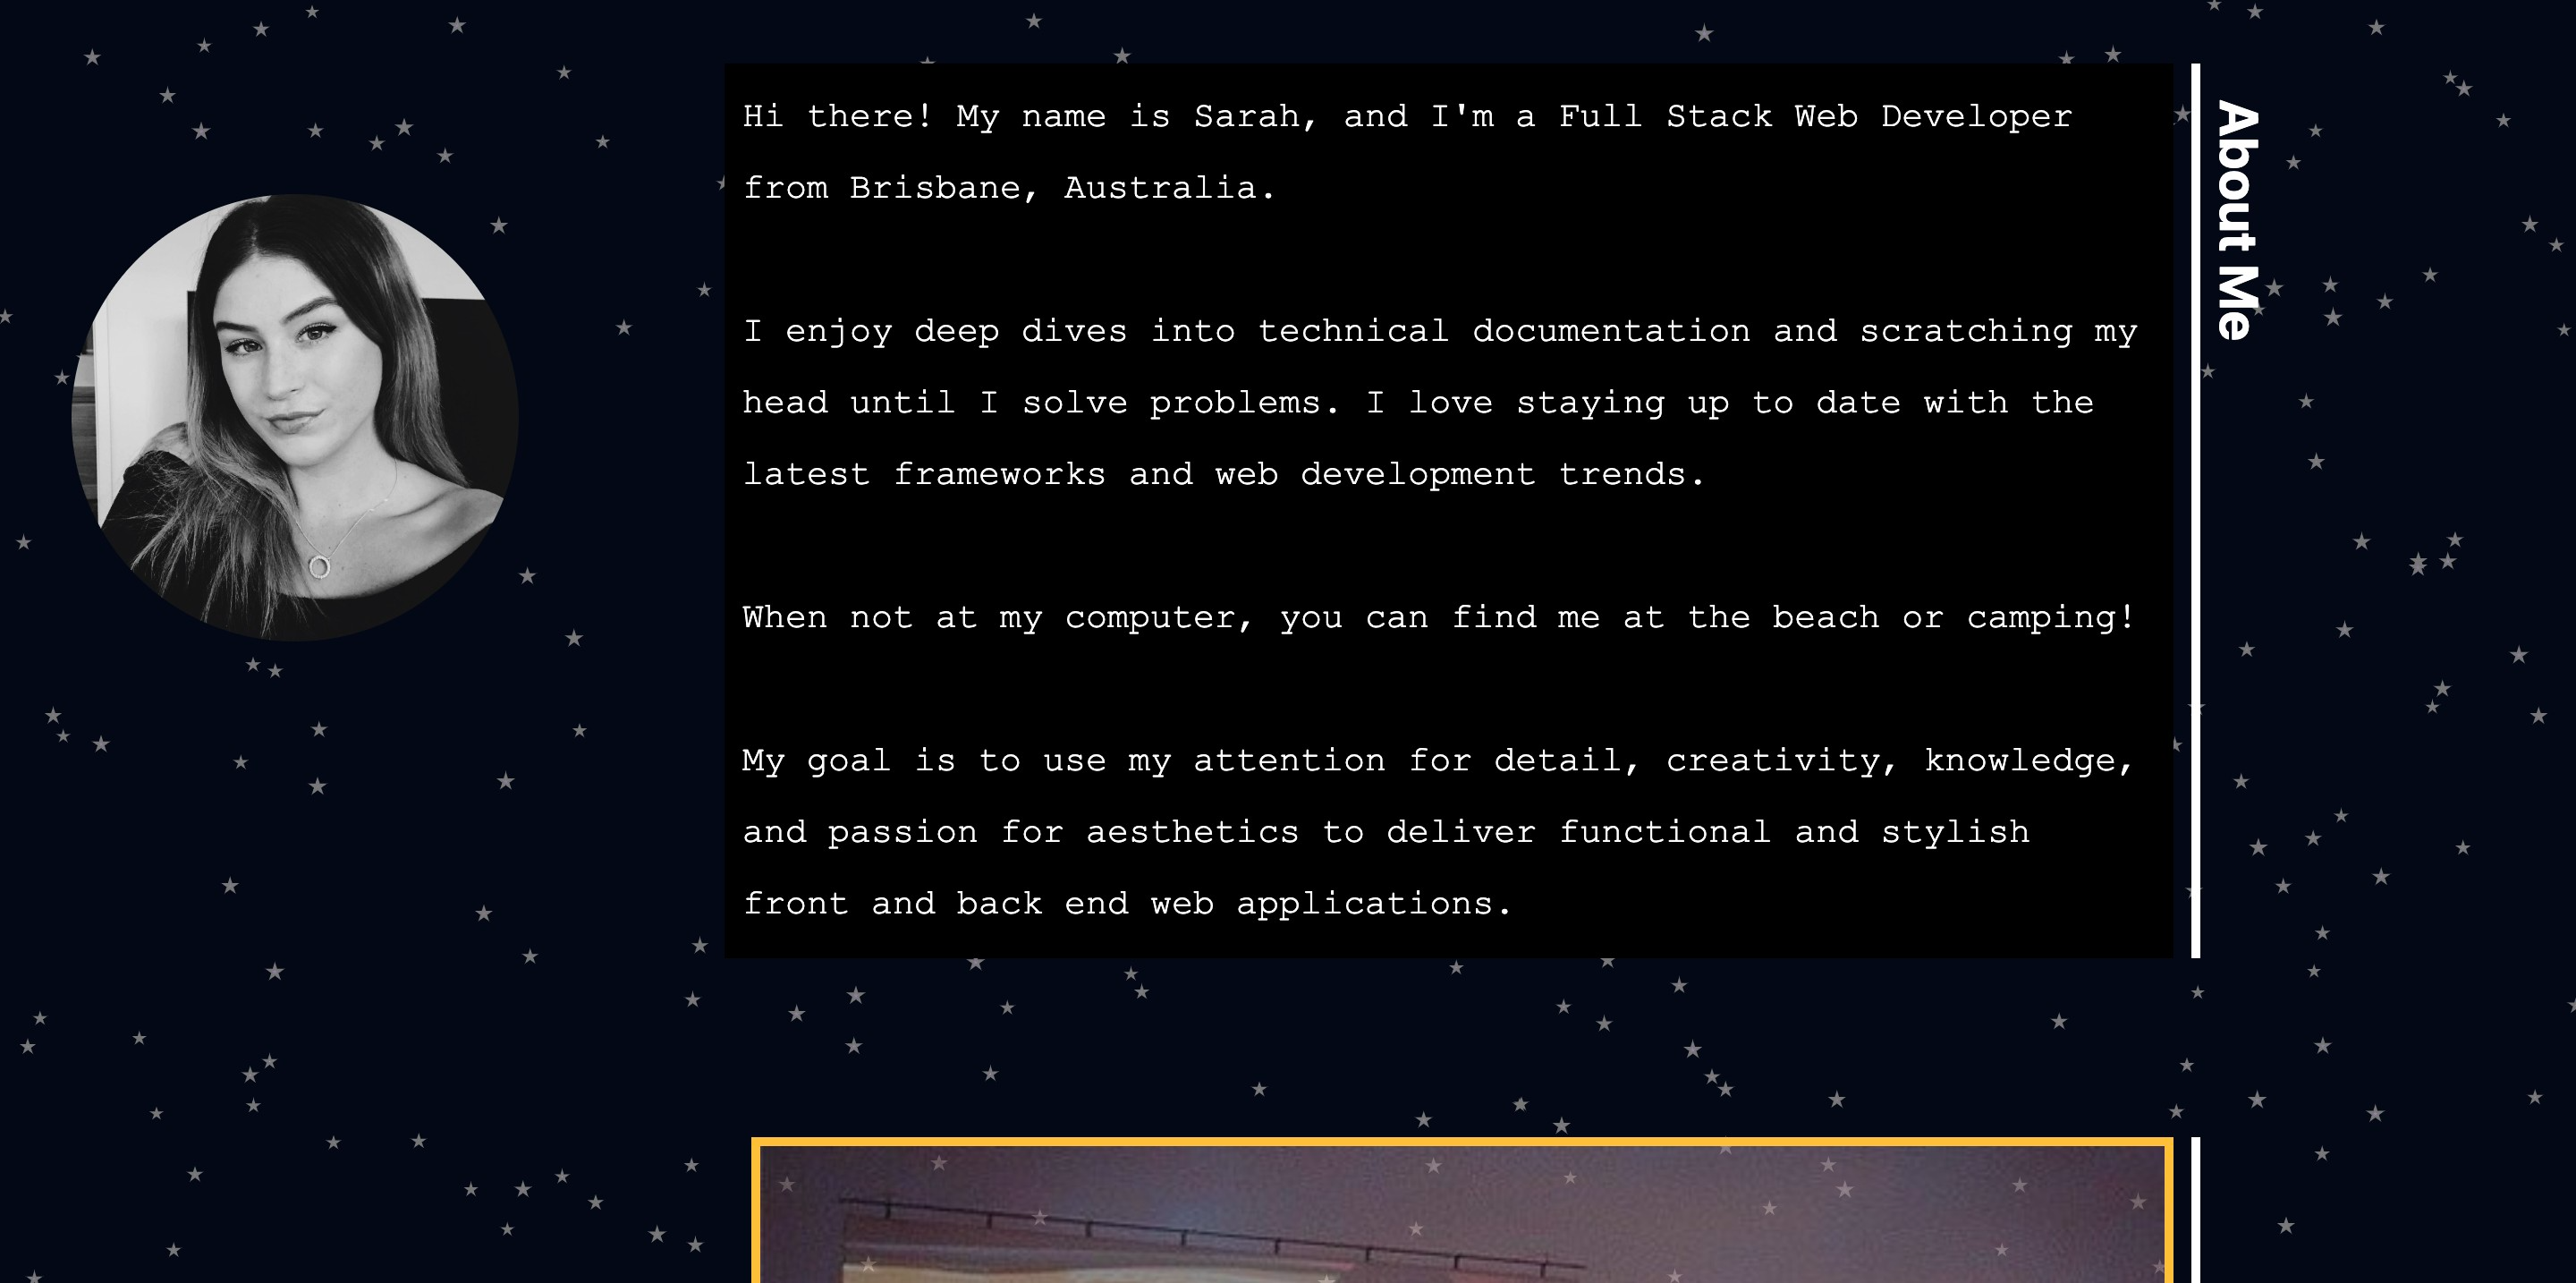 Hi there! My name is Sarah, and I'm a Full Stack Web Developer
from Brisbane, Australia.
I enjoy deep dives into technical documentation and scratching my
head until I solve problems. I love staying up to date with the
latest frameworks and web development trends.
When not at my computer, you can find me at the beach or camping!
My goal is to use my attention for detail, creativity, knowledge,
and passion for aesthetics to deliver functional and stylish
front and back end web applications.
About Me